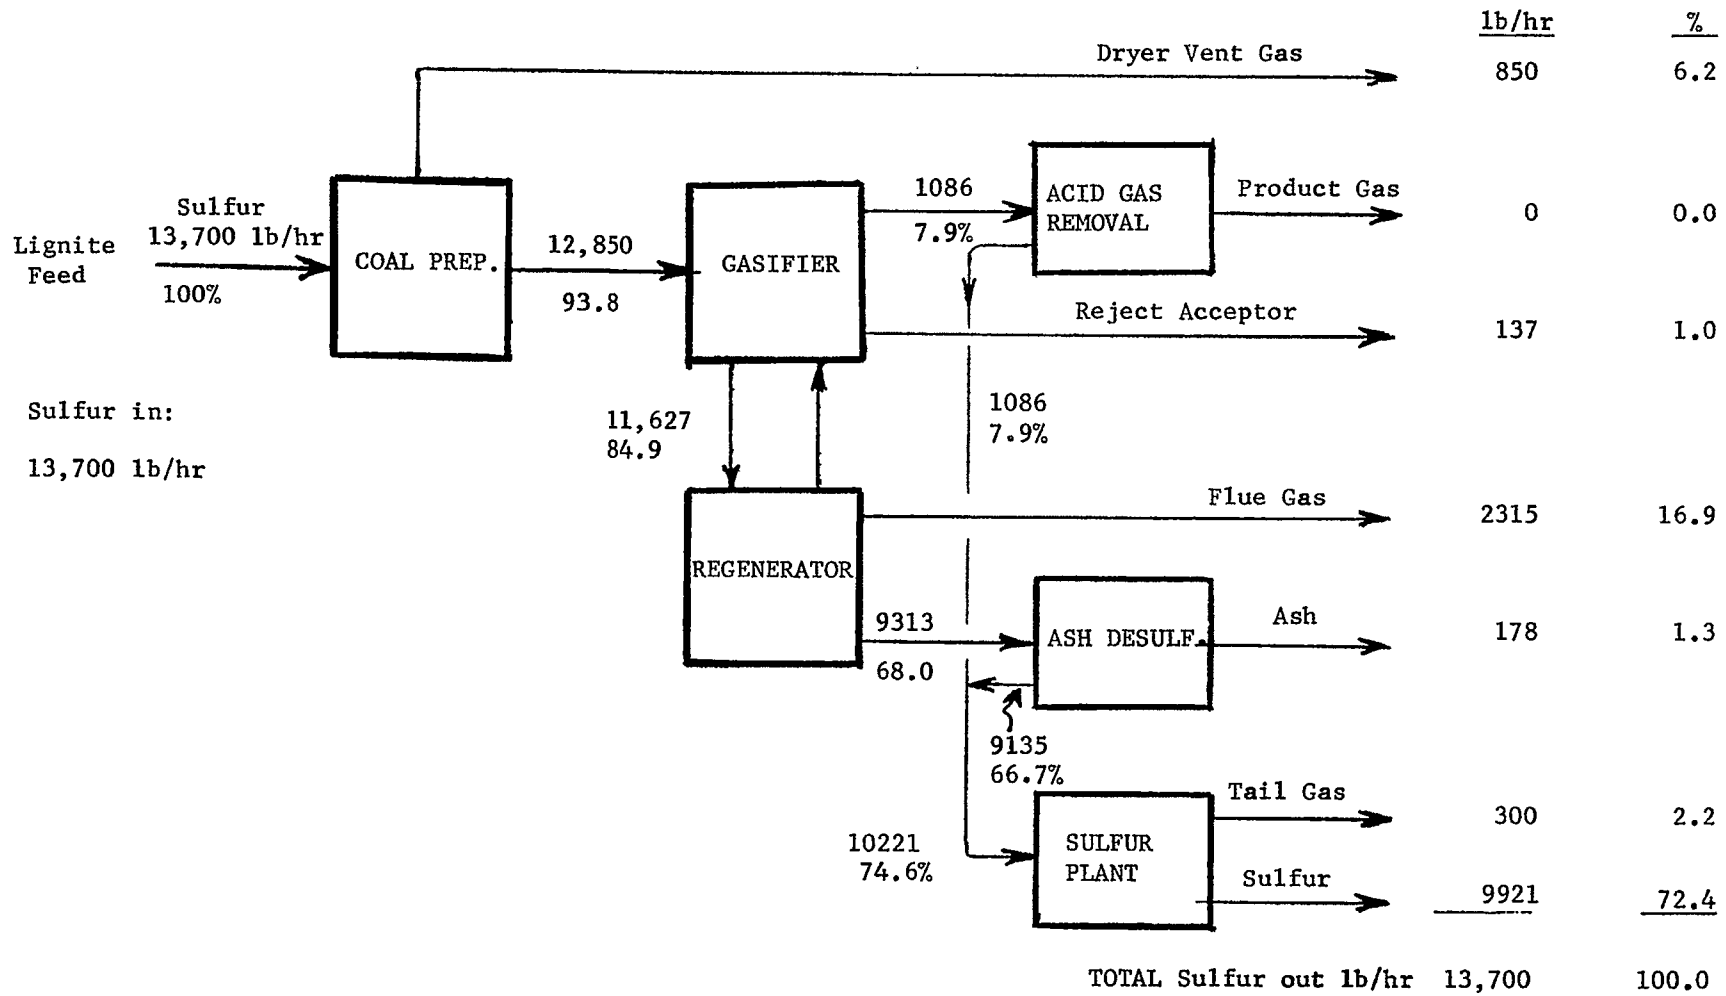 lb/hr %
Dryer Vent Gas 850 6.2
Sulfur
13,700 lb/hr
Lignite
Feed
100%
COAL PREP.
12,850
93.8
GASIFIER
1086
7.9%
ACID GAS
REMOVAL
Product Gas 0 0.0
Reject Acceptor 137 1.0
Sulfur in:
13,700 lb/hr
11,627
84.9
1086
7.9%
Flue Gas 2315 16.9
REGENERATOR
9313
68.0
ASH DESULF.
Ash 178 1.3
9135
66.7%
Tail Gas 300 2.2
10221
74.6%
SULFUR
PLANT
Sulfur 9921 72.4
TOTAL Sulfur out lb/hr 13,700 100.0